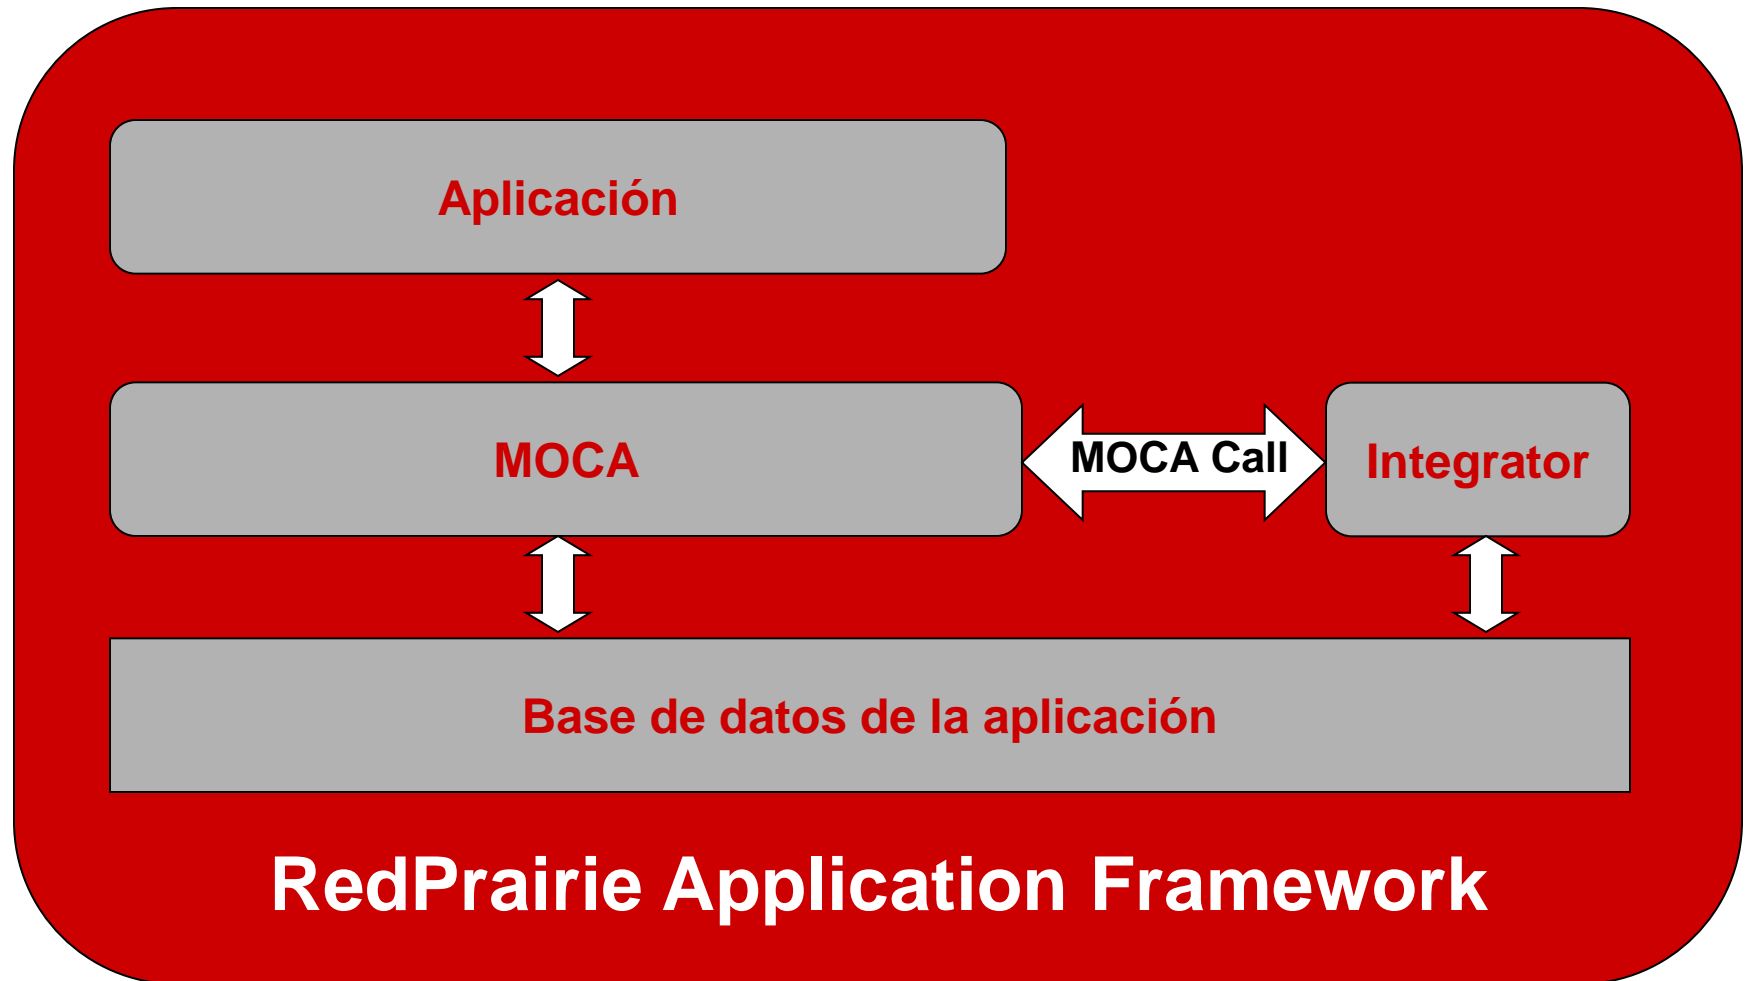 Aplicación
MOCA
MOCA Call
Integrator
Base de datos de la aplicación
RedPrairie Application Framework